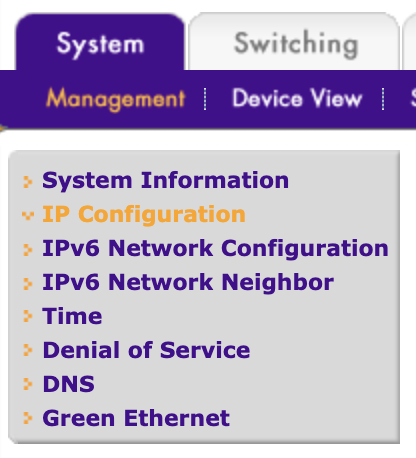 System Switching
Management Device View
System Information
IP Configuration
IPv6 Network Configuration
IPv6 Network Neighbor
Time
Denial of Service
DNS
Green Ethernet